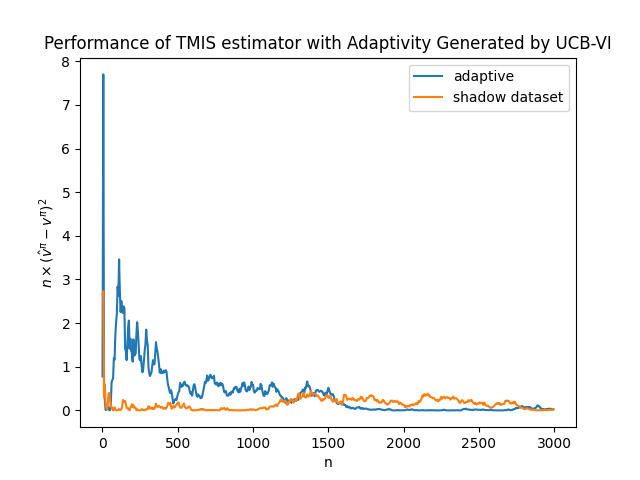 Performance of TMIS estimator with Adaptivity Generated by UCB-VI
adaptive
shadow dataset
8
7
6
5
4
3
2
1
0
n × (v̂^π − v^π)^2
0 500 1000 1500 2000 2500 3000
n